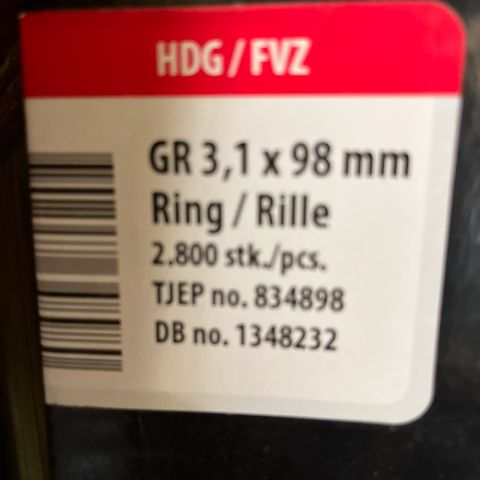 HDG / FVZ
GR 3,1 x 98 mm
Ring / Rille
2.800 stk./pcs.
TJEP no. 834898
DB no. 1348232